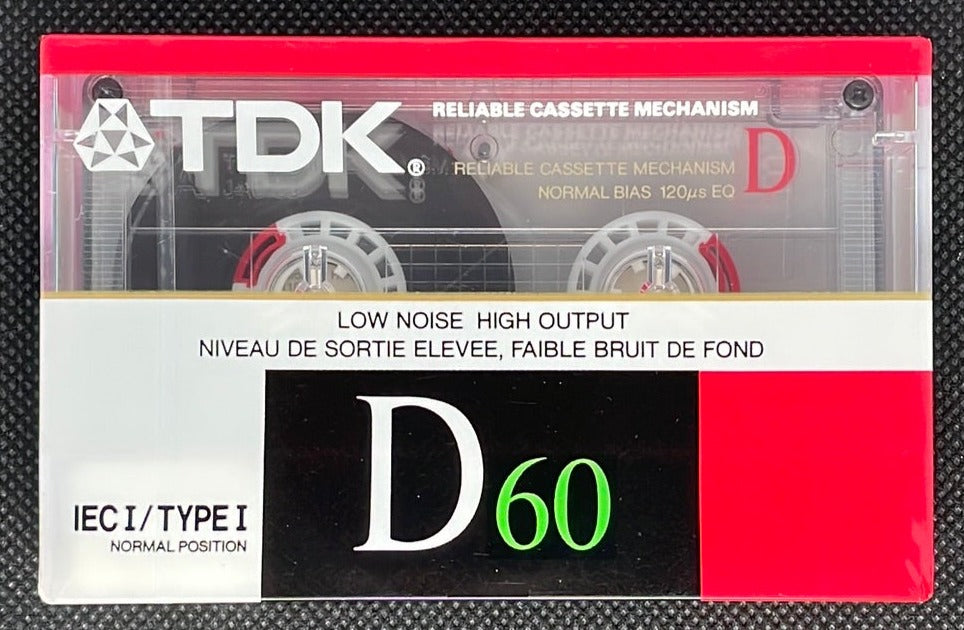 TDK®
RELIABLE CASSETTE MECHANISM
RELIABLE CASSETTE MECHANISM
NORMAL BIAS 120µs EQ
D
LOW NOISE HIGH OUTPUT
NIVEAU DE SORTIE ELEVEE, FAIBLE BRUIT DE FOND
D60
IEC I/TYPE I
NORMAL POSITION